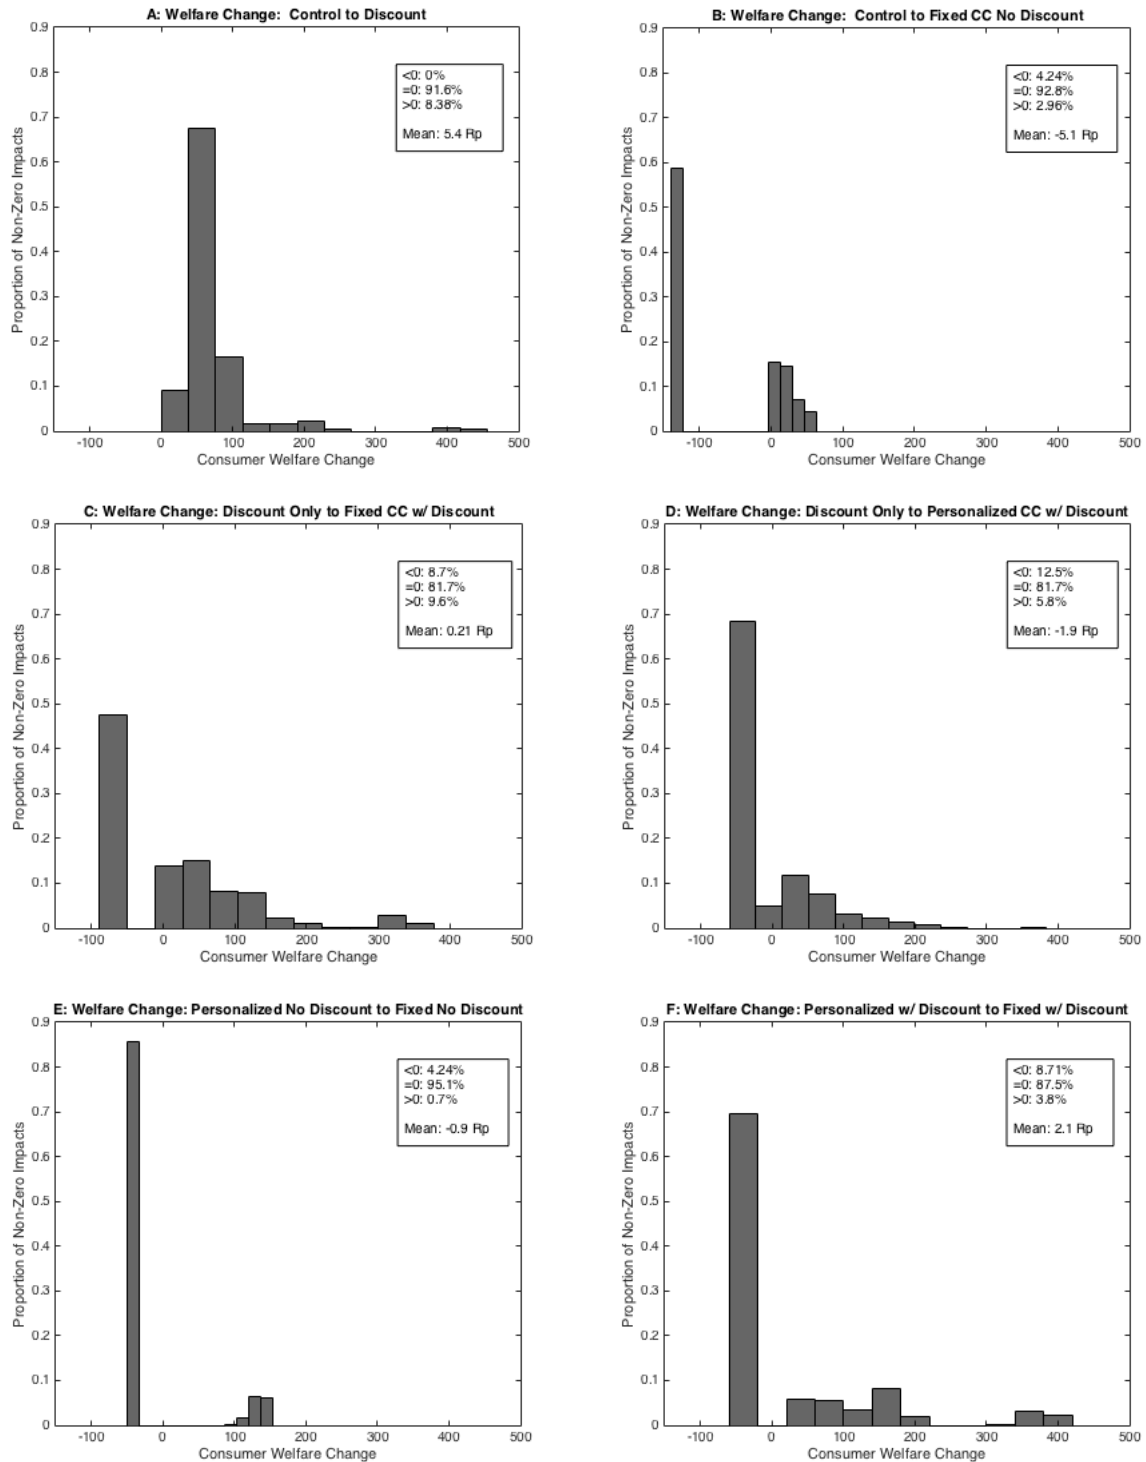 A: Welfare Change: Control to Discount
0.9
0.8
0.7
0.6
0.5
0.4
0.3
0.2
0.1
0
Proportion of Non-Zero Impacts
<0: 0%
=0: 91.6%
>0: 8.38%
Mean: 5.4 Rp
-100 0 100 200 300 400 500
Consumer Welfare Change
B: Welfare Change: Control to Fixed CC No Discount
0.9
0.8
0.7
0.6
0.5
0.4
0.3
0.2
0.1
0
Proportion of Non-Zero Impacts
<0: 4.24%
=0: 92.8%
>0: 2.96%
Mean: -5.1 Rp
-100 0 100 200 300 400 500
Consumer Welfare Change
C: Welfare Change: Discount Only to Fixed CC w/ Discount
0.9
0.8
0.7
0.6
0.5
0.4
0.3
0.2
0.1
0
Proportion of Non-Zero Impacts
<0: 8.7%
=0: 81.7%
>0: 9.6%
Mean: 0.21 Rp
-100 0 100 200 300 400 500
Consumer Welfare Change
D: Welfare Change: Discount Only to Personalized CC w/ Discount
0.9
0.8
0.7
0.6
0.5
0.4
0.3
0.2
0.1
0
Proportion of Non-Zero Impacts
<0: 12.5%
=0: 81.7%
>0: 5.8%
Mean: -1.9 Rp
-100 0 100 200 300 400 500
Consumer Welfare Change
E: Welfare Change: Personalized No Discount to Fixed No Discount
0.9
0.8
0.7
0.6
0.5
0.4
0.3
0.2
0.1
0
Proportion of Non-Zero Impacts
<0: 4.24%
=0: 95.1%
>0: 0.7%
Mean: -0.9 Rp
-100 0 100 200 300 400 500
Consumer Welfare Change
F: Welfare Change: Personalized w/ Discount to Fixed w/ Discount
0.9
0.8
0.7
0.6
0.5
0.4
0.3
0.2
0.1
0
Proportion of Non-Zero Impacts
<0: 8.71%
=0: 87.5%
>0: 3.8%
Mean: 2.1 Rp
-100 0 100 200 300 400 500
Consumer Welfare Change